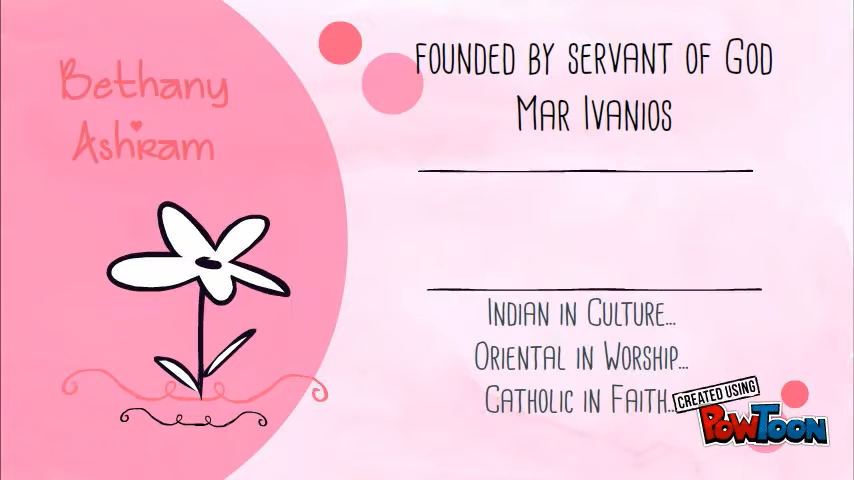 Bethany
Ashram
FOUNDED BY SERVANT OF GOD
MAR IVANIOS
INDIAN IN CULTURE...
ORIENTAL IN WORSHIP...
CATHOLIC IN FAITH...
CREATED USING
POWTOON